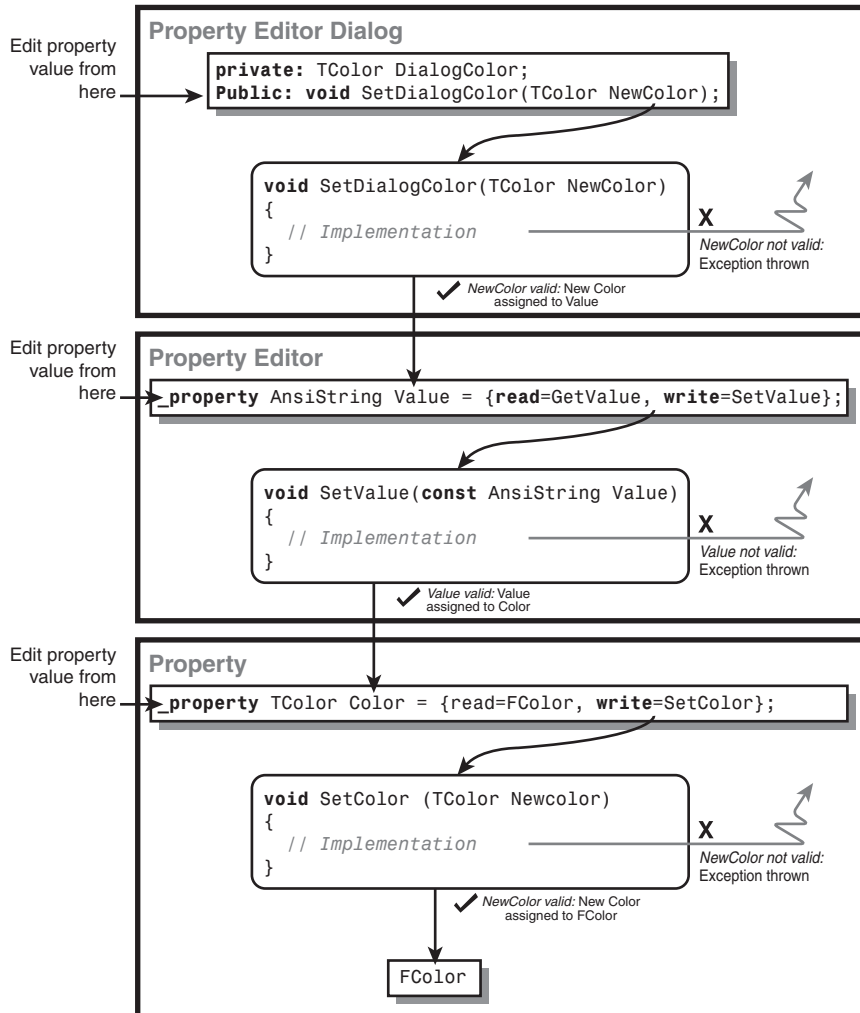 Property Editor Dialog
Edit property
value from
here
private: TColor DialogColor;
Public: void SetDialogColor(TColor NewColor);
void SetDialogColor(TColor NewColor)
{
// Implementation
}
X
NewColor not valid:
Exception thrown
NewColor valid: New Color
assigned to Value
Edit property
value from
here
Property Editor
_property AnsiString Value = {read=GetValue, write=SetValue};
void SetValue(const AnsiString Value)
{
// Implementation
}
X
Value not valid:
Exception thrown
Value valid: Value
assigned to Color
Edit property
value from
here
Property
_property TColor Color = {read=FColor, write=SetColor};
void SetColor (TColor Newcolor)
{
// Implementation
}
X
NewColor not valid:
Exception thrown
NewColor valid: New Color
assigned to FColor
FColor